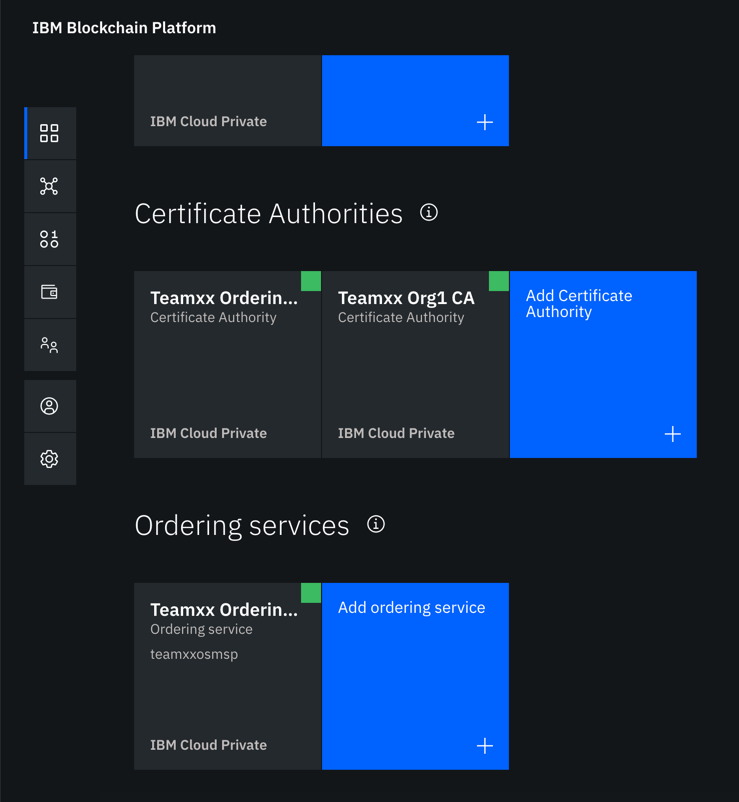 IBM Blockchain Platform
IBM Cloud Private
Certificate Authorities
Teamxx Orderin...
Certificate Authority
IBM Cloud Private
Teamxx Org1 CA
Certificate Authority
IBM Cloud Private
Add Certificate
Authority
Ordering services
Teamxx Orderin...
Ordering service
teamxxosmsp
IBM Cloud Private
Add ordering service